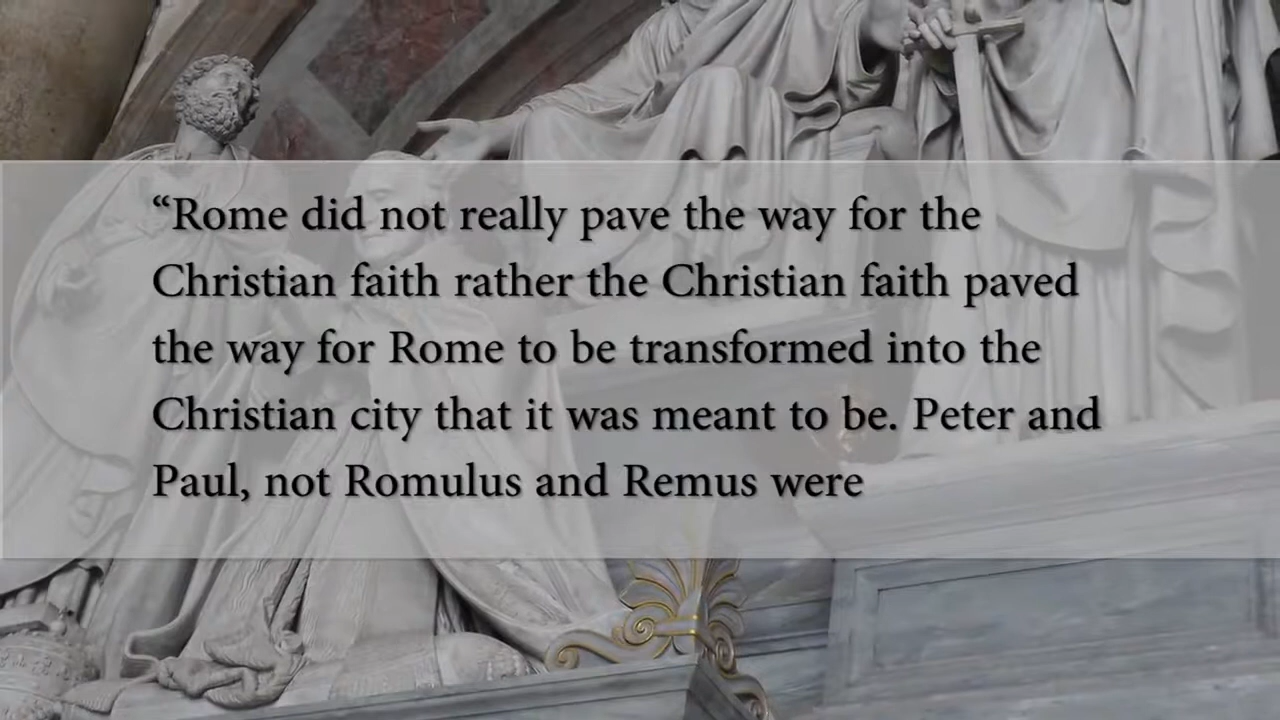 “Rome did not really pave the way for the
Christian faith rather the Christian faith paved
the way for Rome to be transformed into the
Christian city that it was meant to be. Peter and
Paul, not Romulus and Remus were